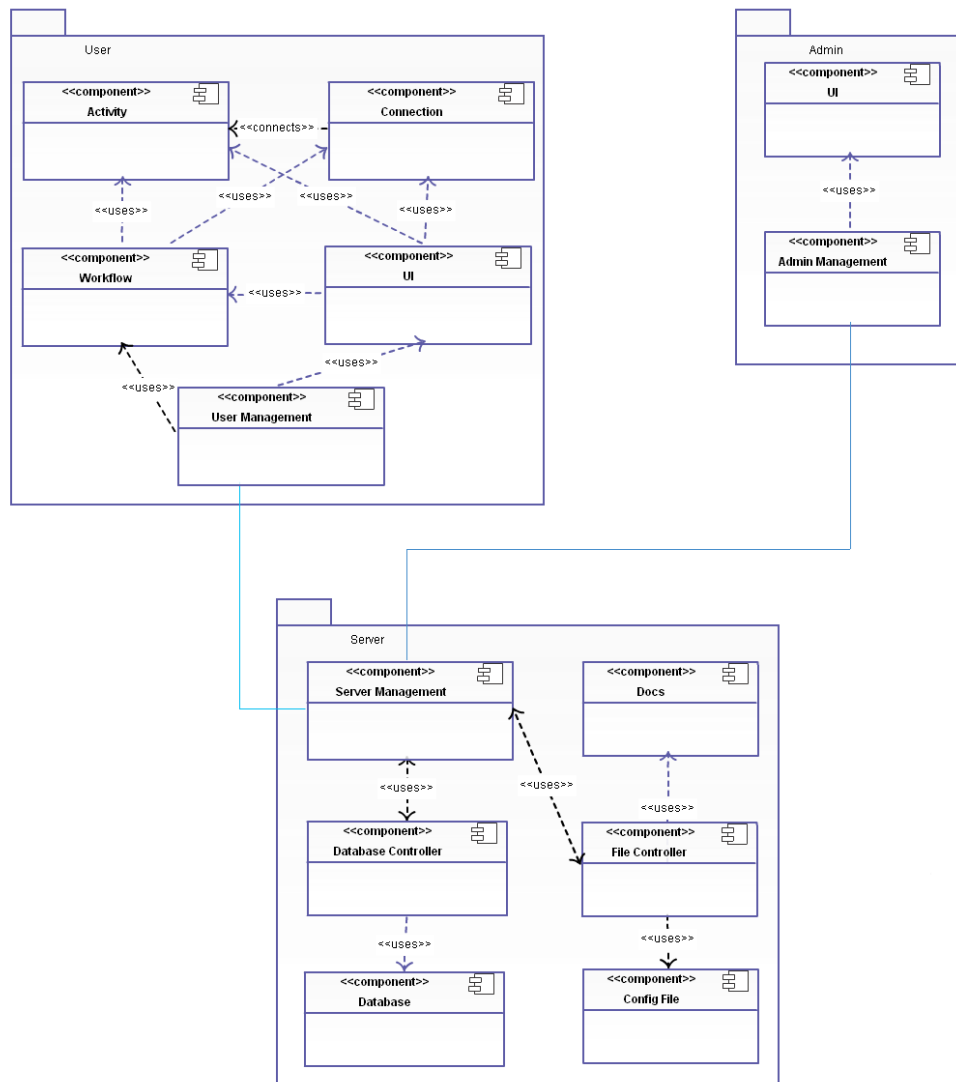 User
<<component>>
Activity
<<component>>
Connection
<<connects>>
<<uses>>
<<uses>>
<<uses>>
<<uses>>
<<component>>
Workflow
<<component>>
UI
<<uses>>
<<uses>>
<<uses>>
<<component>>
User Management
Admin
<<component>>
UI
<<uses>>
<<component>>
Admin Management
Server
<<component>>
Server Management
<<component>>
Docs
<<uses>>
<<uses>>
<<uses>>
<<component>>
Database Controller
<<component>>
File Controller
<<uses>>
<<uses>>
<<component>>
Database
<<component>>
Config File